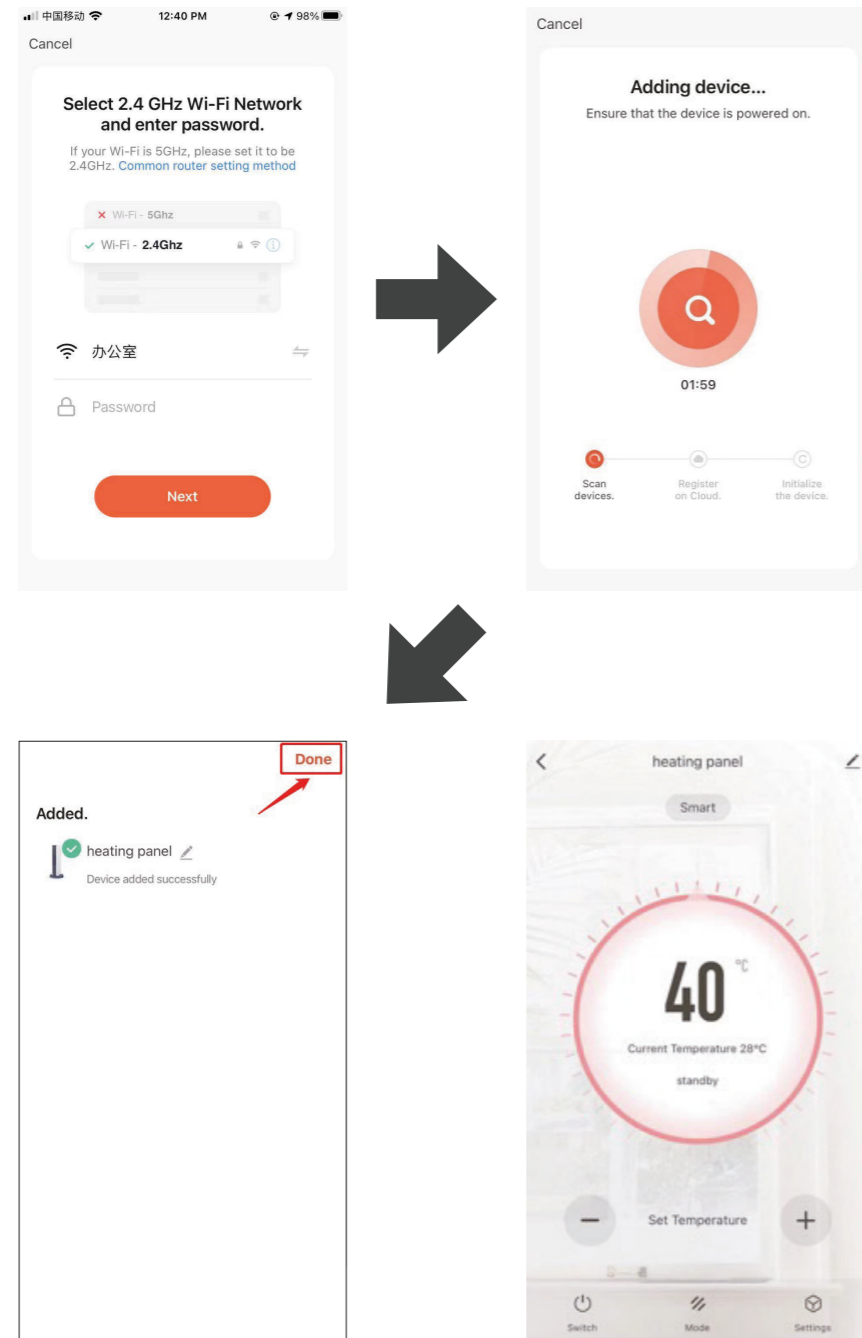 中国移动 12:40 PM 98%
Cancel
Select 2.4 GHz Wi-Fi Network
and enter password.
If your Wi-Fi is 5GHz, please set it to be
2.4GHz. Common router setting method
Wi-Fi - 5Ghz
Wi-Fi - 2.4Ghz
办公室
Password
Next
Cancel
Adding device...
Ensure that the device is powered on.
01:59
Scan
devices.
Register
on Cloud.
Initialize
the device.
Done
Added.
heating panel
Device added successfully
heating panel
Smart
40 °C
Current Temperature 28°C
standby
Set Temperature
Switch
Mode
Settings